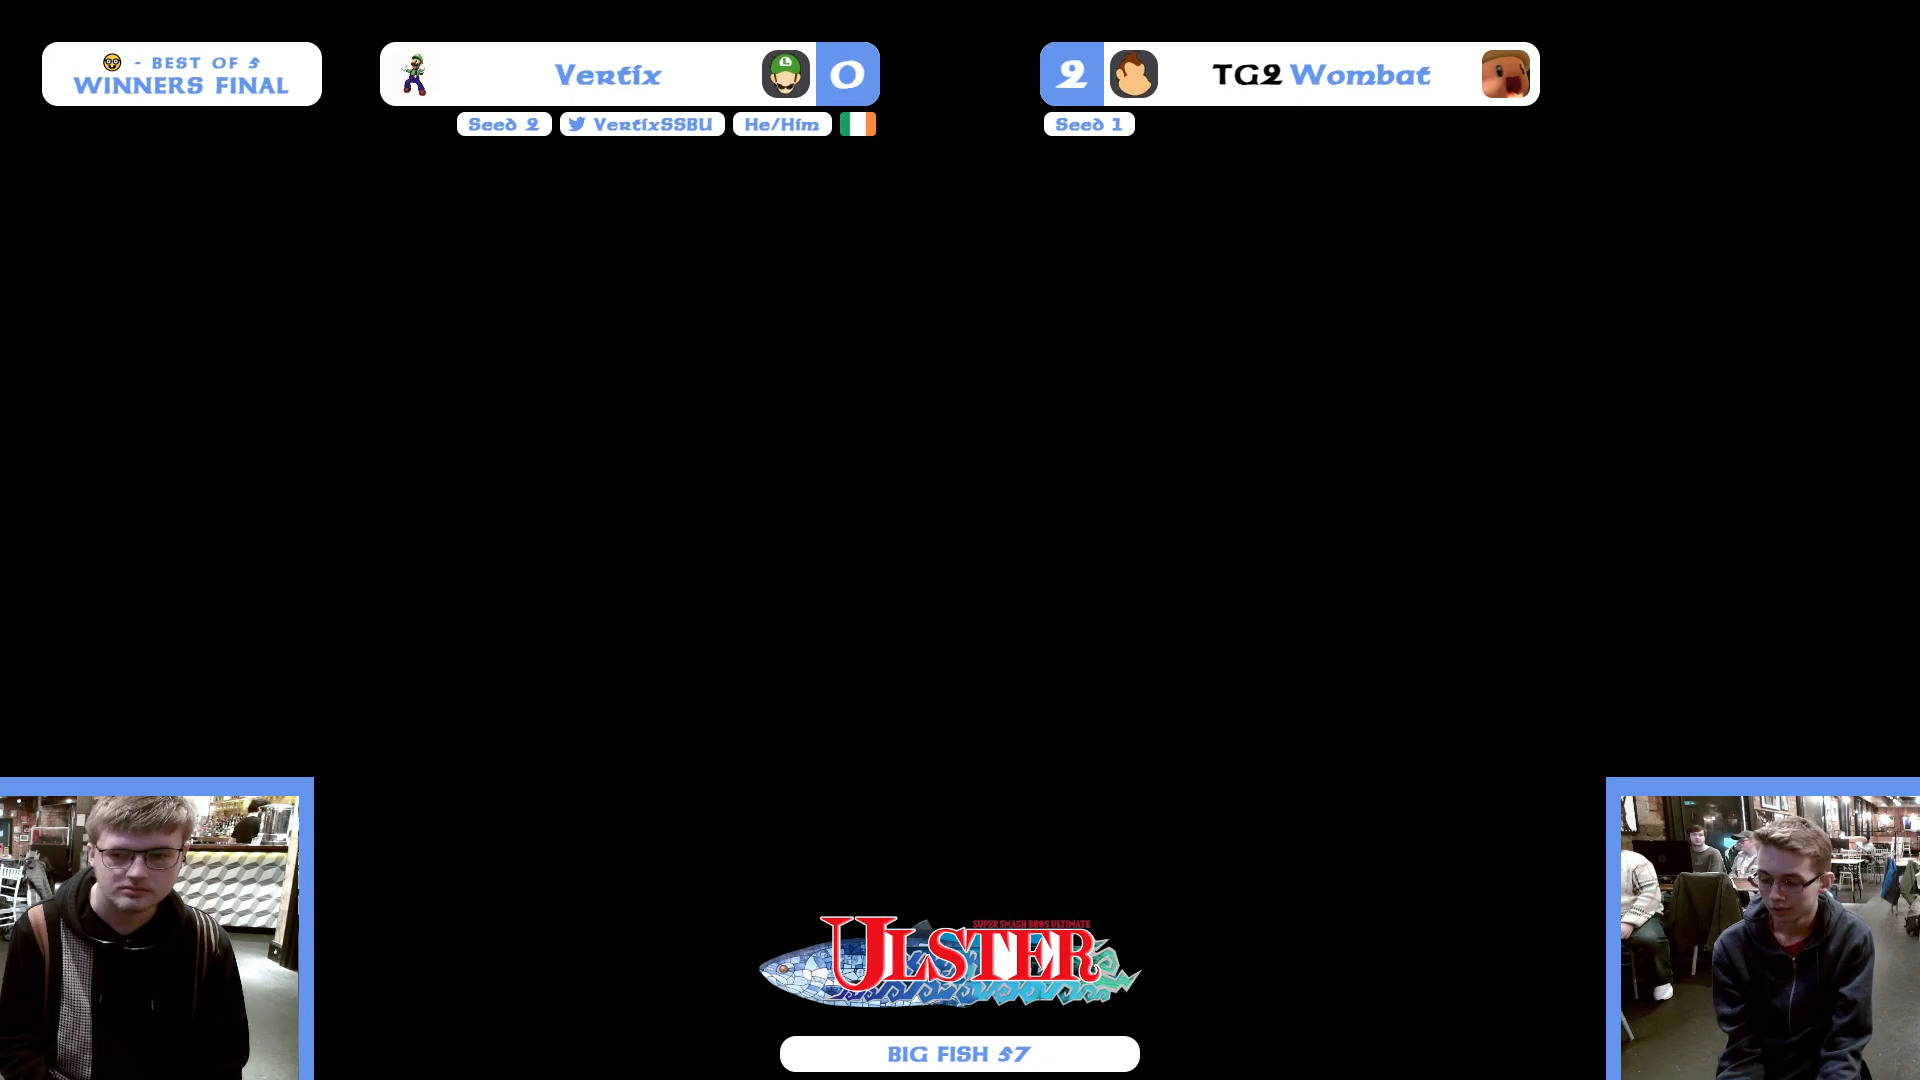 - BEST OF 5
WINNERS FINAL
Vertix
0
2
TG2 Wombat
Seed 2
VertixSSBU
He/Him
Seed 1
SUPER SMASH BROS ULTIMATE
ULSTER
BIG FISH 57